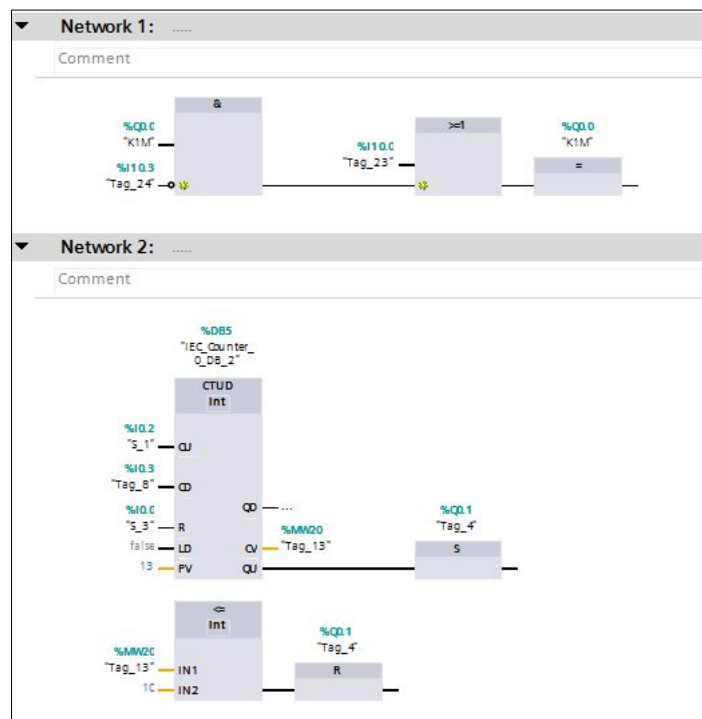 Network 1: .....
Comment
&
>=1
%Q0.0
"K1M"
%Q0.0
"K1M"
%I10.0
"Tag_23"
=
%I10.3
"Tag_24"
Network 2: .....
Comment
%DB5
"IEC_Counter_
0_DB_2"
CTUD
Int
%I0.2
"S_1"
CU
%I0.3
"Tag_8"
CD
QD
...
%Q0.1
"Tag_4"
%I0.0
"S_3"
R
%MW20
"Tag_13"
S
false
LD
CV
13
PV
QU
<=
Int
%Q0.1
"Tag_4"
%MW20
"Tag_13"
IN1
R
10
IN2